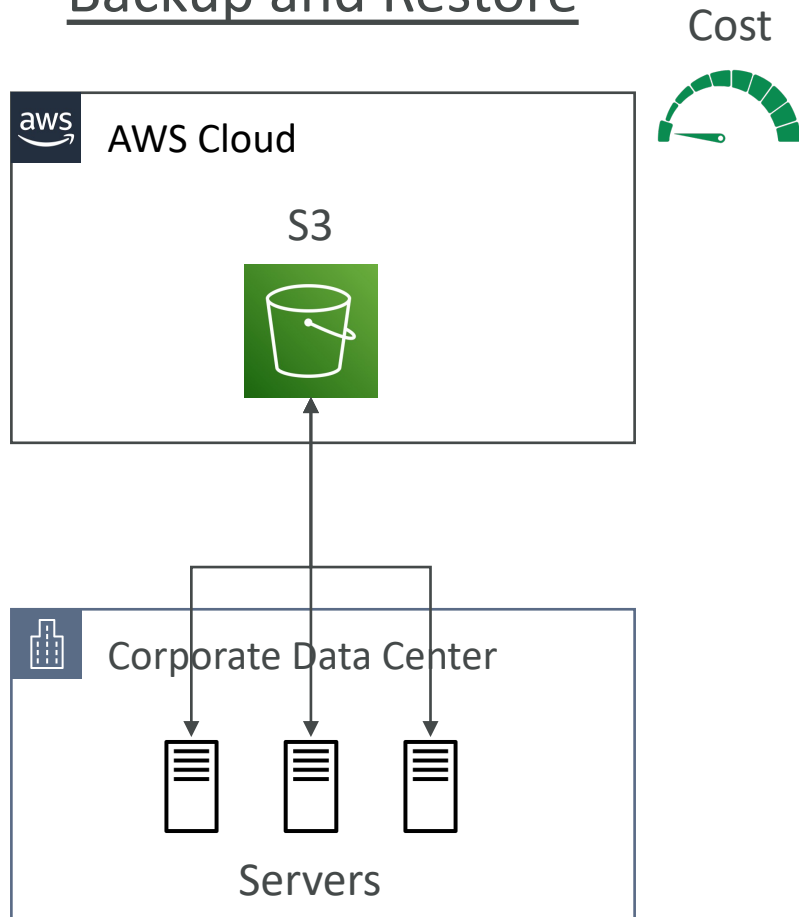 Backup and Restore
Cost
aws
AWS Cloud
S3
Corporate Data Center
Servers